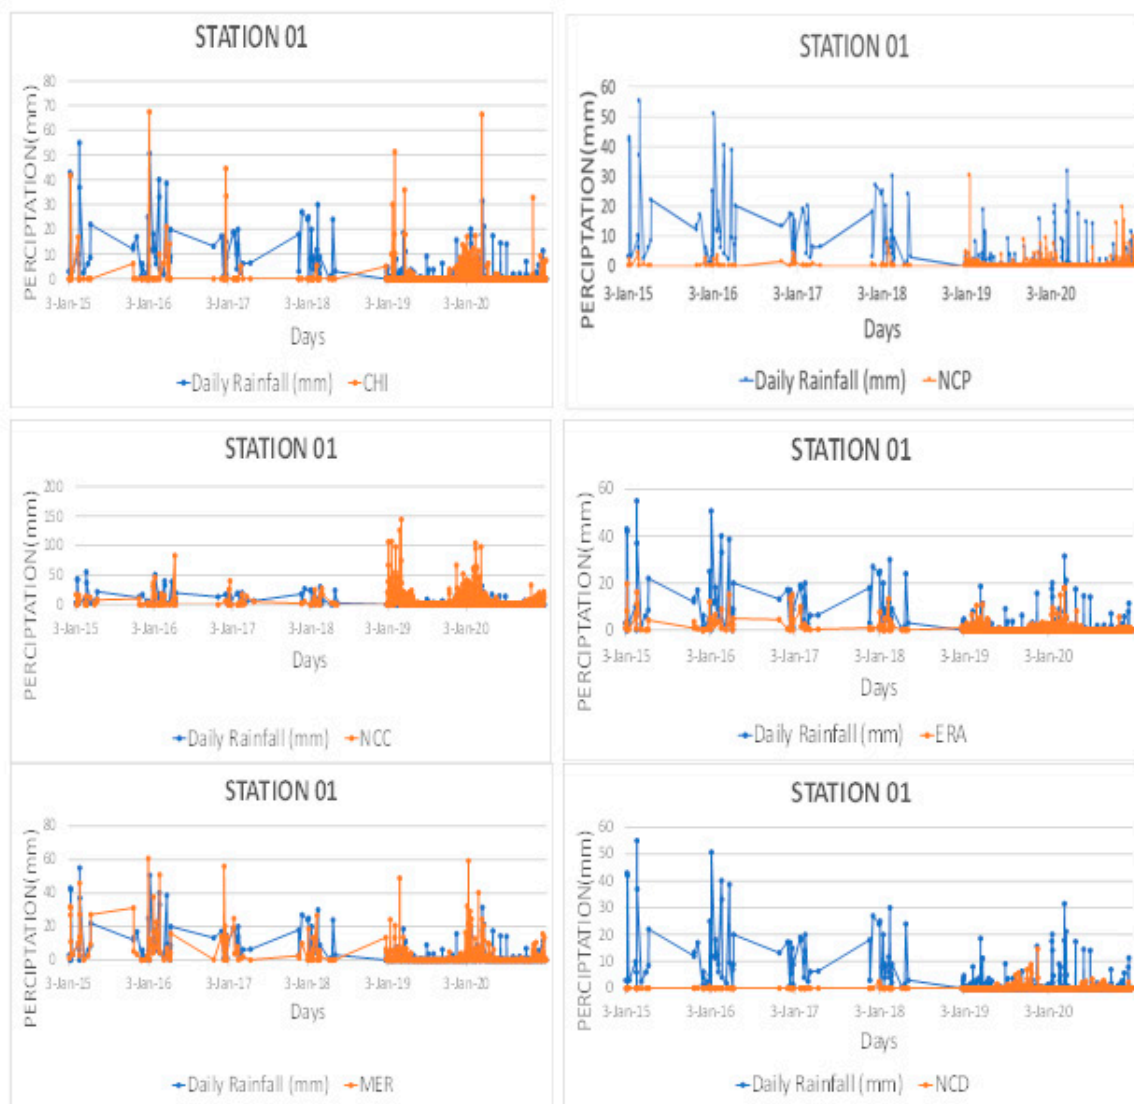 STATION 01
PERCIPTATION(mm)
80
70
60
50
40
30
20
10
0
3-Jan-15 3-Jan-16 3-Jan-17 3-Jan-18 3-Jan-19 3-Jan-20
Days
Daily Rainfall (mm) CHI
STATION 01
PERCIPTATION(mm)
60
50
40
30
20
10
0
3-Jan-15 3-Jan-16 3-Jan-17 3-Jan-18 3-Jan-19 3-Jan-20
Days
Daily Rainfall (mm) NCP
STATION 01
PERCIPTATION(mm)
200
150
100
50
0
3-Jan-15 3-Jan-16 3-Jan-17 3-Jan-18 3-Jan-19 3-Jan-20
Days
Daily Rainfall (mm) NCC
STATION 01
PERCIPTATION(mm)
60
40
20
0
3-Jan-15 3-Jan-16 3-Jan-17 3-Jan-18 3-Jan-19 3-Jan-20
Days
Daily Rainfall (mm) ERA
STATION 01
PERCIPTATION(mm)
80
60
40
20
0
3-Jan-15 3-Jan-16 3-Jan-17 3-Jan-18 3-Jan-19 3-Jan-20
Days
Daily Rainfall (mm) MER
STATION 01
PERCIPTATION(mm)
60
50
40
30
20
10
0
3-Jan-15 3-Jan-16 3-Jan-17 3-Jan-18 3-Jan-19 3-Jan-20
Days
Daily Rainfall (mm) NCD